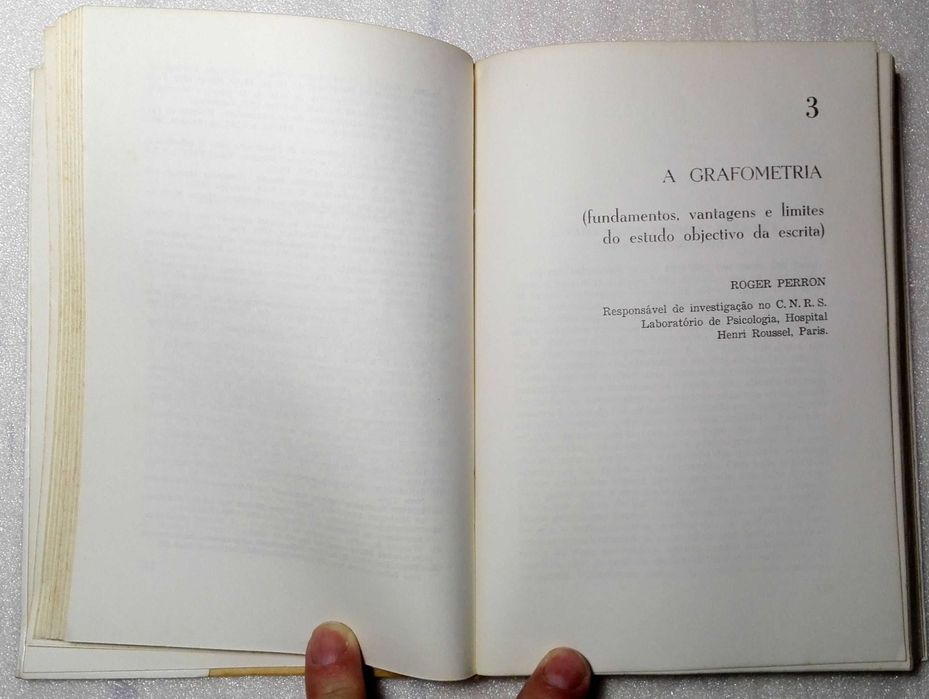 3
A GRAFOMETRIA
(fundamentos, vantagens e limites
do estudo objectivo da escrita)
ROGER PERRON
Responsável de investigação no C. N. R. S.
Laboratório de Psicologia, Hospital
Henri Roussel, Paris.